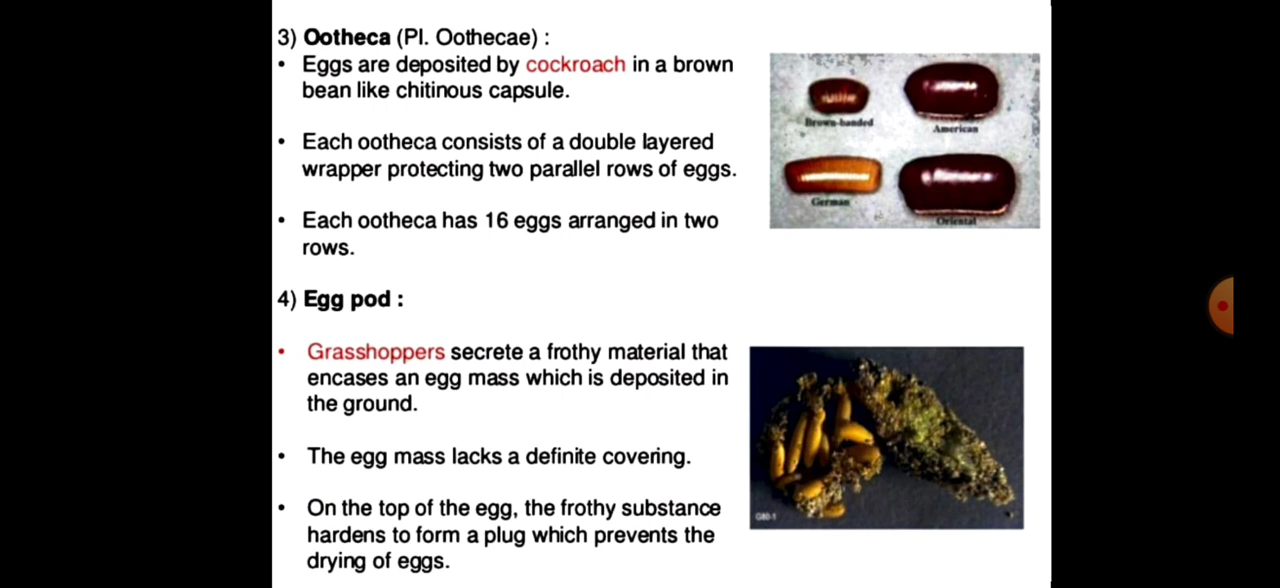 3) Ootheca (Pl. Oothecae) :
• Eggs are deposited by cockroach in a brown
bean like chitinous capsule.
• Each ootheca consists of a double layered
wrapper protecting two parallel rows of eggs.
• Each ootheca has 16 eggs arranged in two
rows.
Brown-banded
American
German
Oriental
4) Egg pod :
• Grasshoppers secrete a frothy material that
encases an egg mass which is deposited in
the ground.
• The egg mass lacks a definite covering.
• On the top of the egg, the frothy substance
hardens to form a plug which prevents the
drying of eggs.